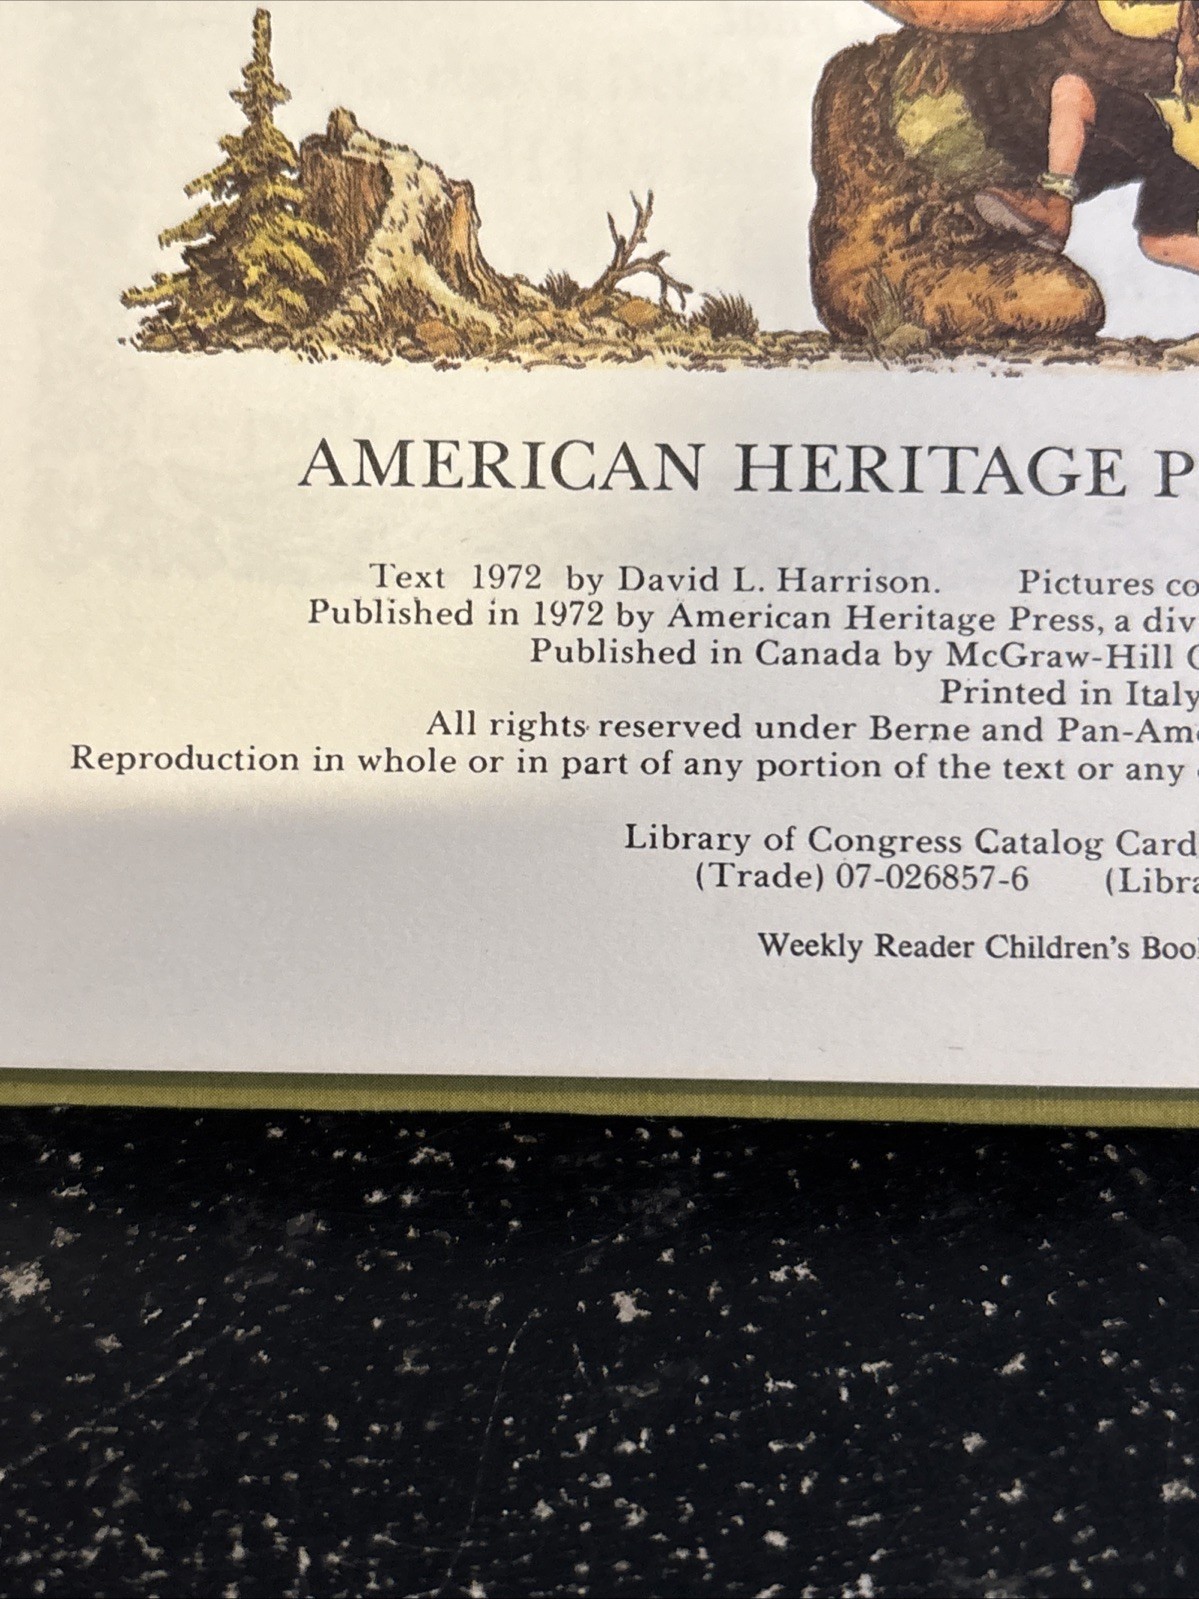 AMERICAN HERITAGE P
Text 1972 by David L. Harrison. Pictures co
Published in 1972 by American Heritage Press, a div
Published in Canada by McGraw-Hill C
Printed in Italy
All rights reserved under Berne and Pan-Am
Reproduction in whole or in part of any portion of the text or any
Library of Congress Catalog Card
(Trade) 07-026857-6 (Libra
Weekly Reader Children's Boo